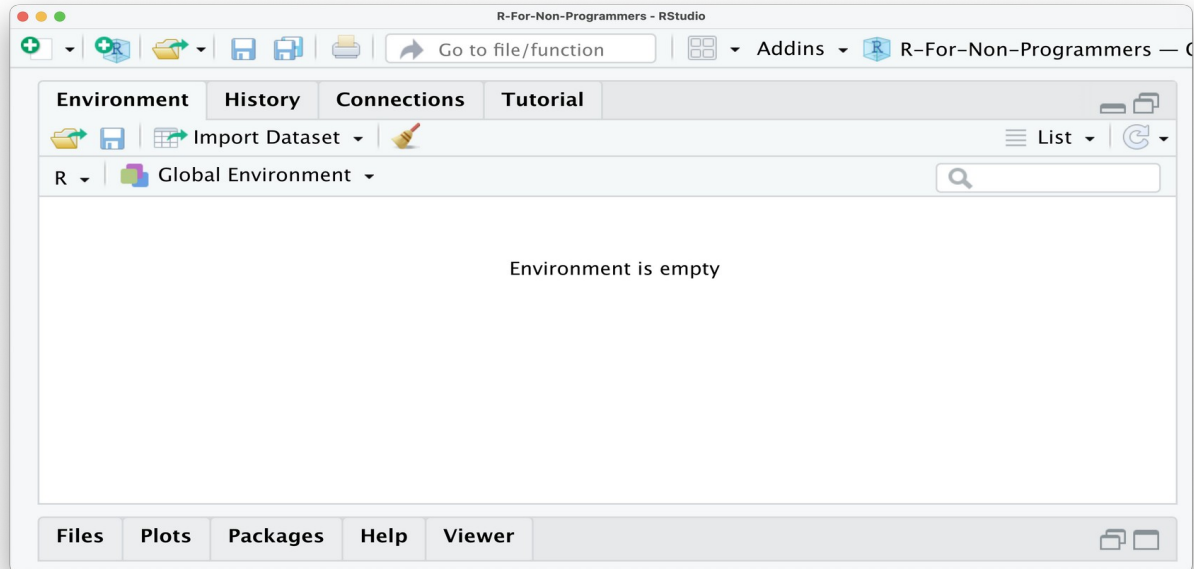 R-For-Non-Programmers - RStudio
Go to file/function Addins R R-For-Non-Programmers —
Environment History Connections Tutorial
Import Dataset List
R Global Environment
Environment is empty
Files Plots Packages Help Viewer